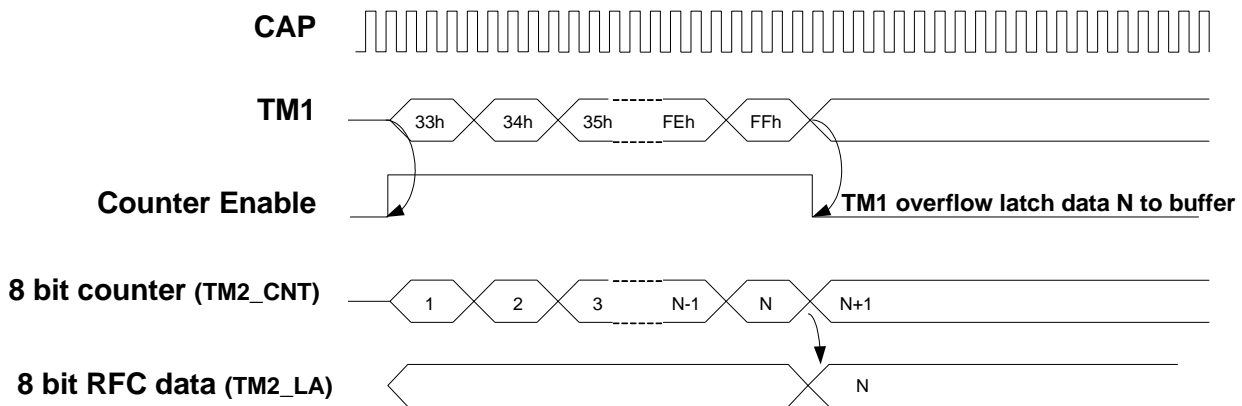 CAP
TM1
33h 34h 35h FEh FFh
Counter Enable
TM1 overflow latch data N to buffer
8 bit counter (TM2_CNT)
1 2 3 N-1 N N+1
8 bit RFC data (TM2_LA)
N